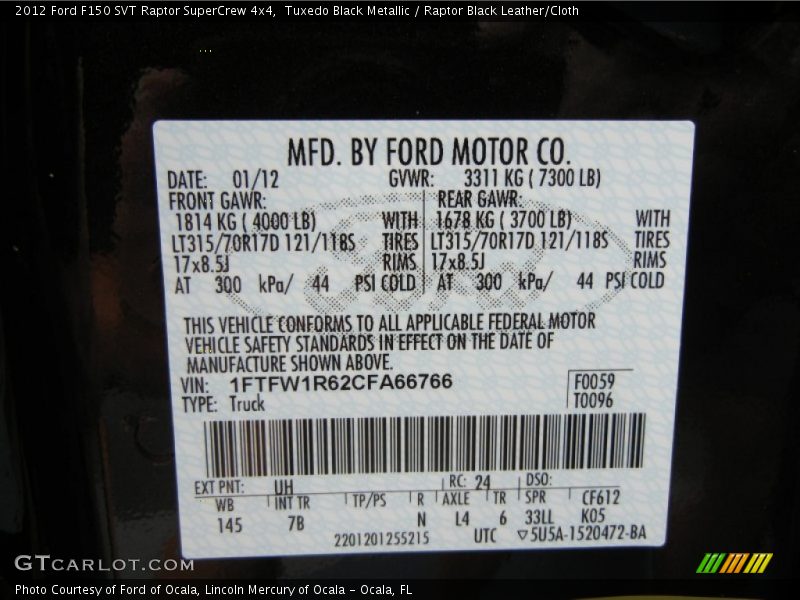 2012 Ford F150 SVT Raptor SuperCrew 4x4,  Tuxedo Black Metallic / Raptor Black Leather/Cloth
MFD. BY FORD MOTOR CO.
DATE: 01/12 GVWR: 3311 KG ( 7300 LB)
FRONT GAWR: REAR GAWR:
1814 KG ( 4000 LB) WITH 1678 KG ( 3700 LB) WITH
LT315/70R17D 121/118S TIRES LT315/70R17D 121/118S TIRES
17x8.5J RIMS 17x8.5J RIMS
AT 300 kPa/ 44 PSI COLD AT 300 kPa/ 44 PSI COLD
THIS VEHICLE CONFORMS TO ALL APPLICABLE FEDERAL MOTOR
VEHICLE SAFETY STANDARDS IN EFFECT ON THE DATE OF
MANUFACTURE SHOWN ABOVE.
VIN: 1FTFW1R62CFA66766 F0059
TYPE: Truck T0096
EXT PNT: UH RC: 24 DSO:
WB INT TR TP/PS R AXLE TR SPR CF612
145 7B N L4 6 33LL K05
2201201255215 UTC ▽5U5A-1520472-BA
GTCARLOT.COM
Photo Courtesy of Ford of Ocala, Lincoln Mercury of Ocala - Ocala, FL